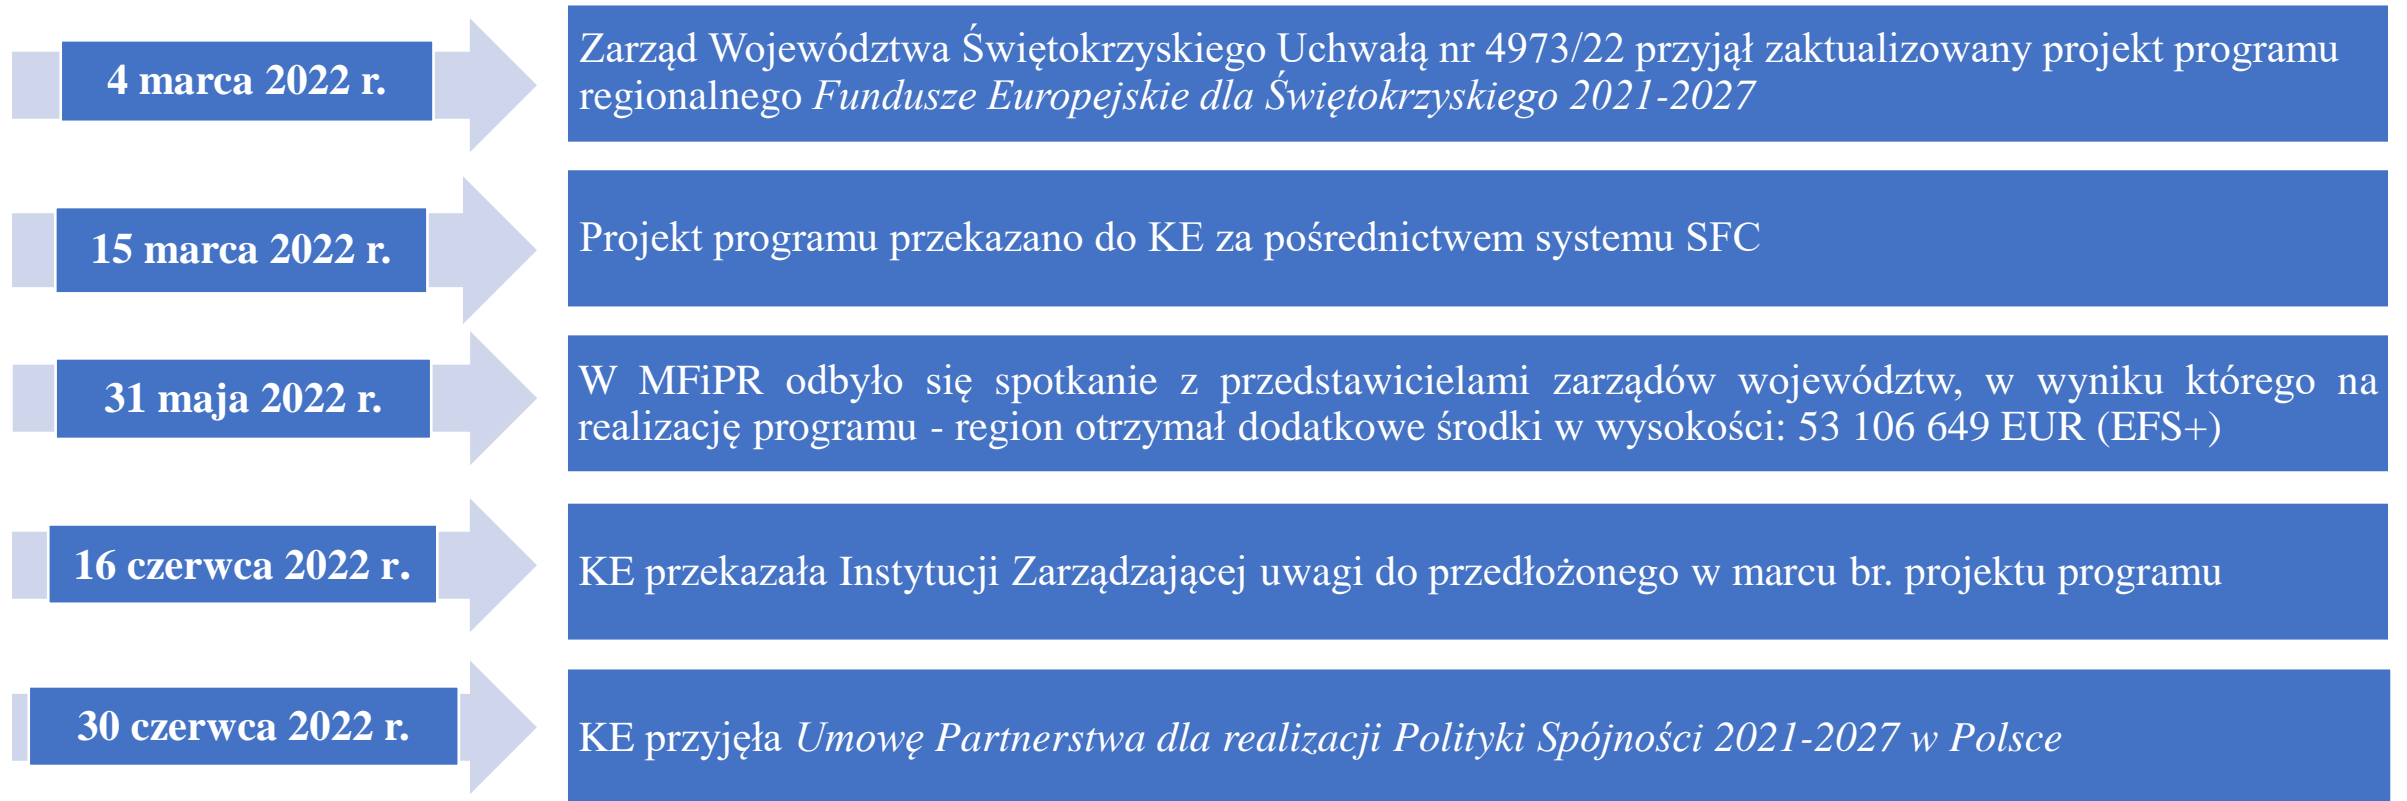 4 marca 2022 r.
Zarząd Województwa Świętokrzyskiego Uchwałą nr 4973/22 przyjął zaktualizowany projekt programu
regionalnego Fundusze Europejskie dla Świętokrzyskiego 2021-2027
15 marca 2022 r.
Projekt programu przekazano do KE za pośrednictwem systemu SFC
31 maja 2022 r.
W MFiPR odbyło się spotkanie z przedstawicielami zarządów województw, w wyniku którego na
realizację programu - region otrzymał dodatkowe środki w wysokości: 53 106 649 EUR (EFS+)
16 czerwca 2022 r.
KE przekazała Instytucji Zarządzającej uwagi do przedłożonego w marcu br. projektu programu
30 czerwca 2022 r.
KE przyjęła Umowę Partnerstwa dla realizacji Polityki Spójności 2021-2027 w Polsce